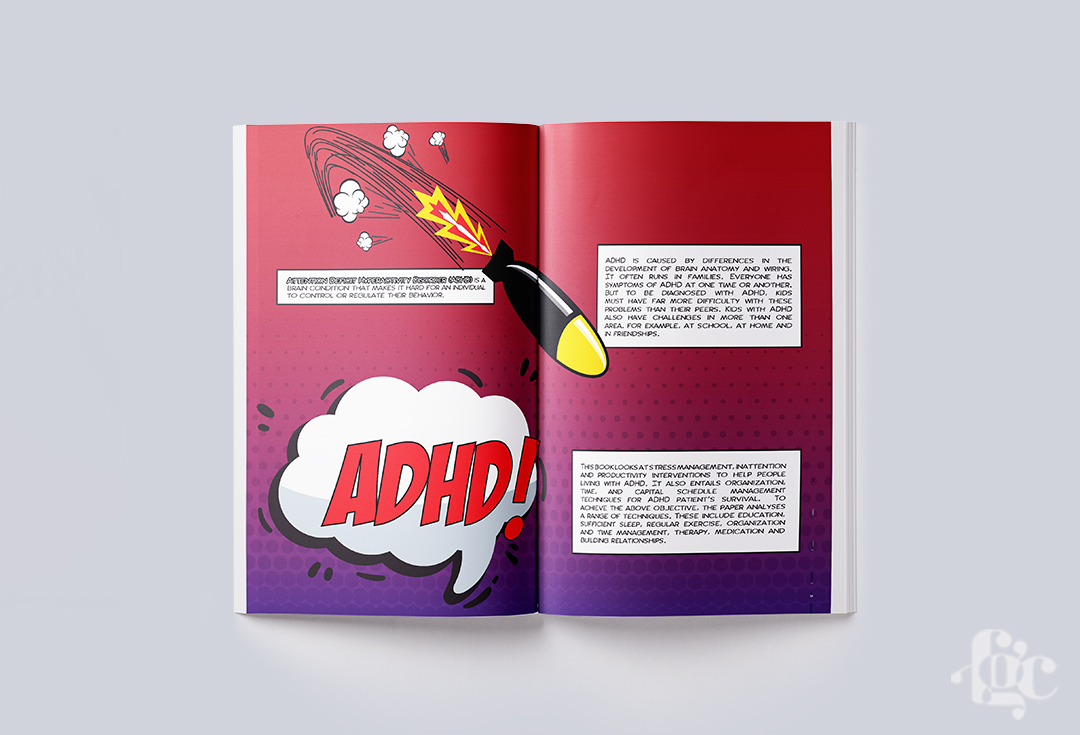 ATTENTION DEFICIT HYPERACTIVITY DISORDER (ADHD) IS A
BRAIN CONDITION THAT MAKES IT HARD FOR AN INDIVIDUAL
TO CONTROL OR REGULATE THEIR BEHAVIOR.
ADHD!
ADHD IS CAUSED BY DIFFERENCES IN THE
DEVELOPMENT OF BRAIN ANATOMY AND WIRING.
IT OFTEN RUNS IN FAMILIES. EVERYONE HAS
SYMPTOMS OF ADHD AT ONE TIME OR ANOTHER.
BUT TO BE DIAGNOSED WITH ADHD, KIDS
MUST HAVE FAR MORE DIFFICULTY WITH THESE
PROBLEMS THAN THEIR PEERS. KIDS WITH ADHD
ALSO HAVE CHALLENGES IN MORE THAN ONE
AREA, FOR EXAMPLE, AT SCHOOL, AT HOME AND
IN FRIENDSHIPS.
THIS BOOK LOOKS AT STRESS MANAGEMENT, INATTENTION
AND PRODUCTIVITY INTERVENTIONS TO HELP PEOPLE
LIVING WITH ADHD. IT ALSO ENTAILS ORGANIZATION,
TIME, AND CAPITAL SCHEDULE MANAGEMENT
TECHNIQUES FOR ADHD PATIENT'S SURVIVAL. TO
ACHIEVE THE ABOVE OBJECTIVE, THE PAPER ANALYSES
A RANGE OF TECHNIQUES. THESE INCLUDE EDUCATION,
SUFFICIENT SLEEP, REGULAR EXERCISE, ORGANIZATION
AND TIME MANAGEMENT, THERAPY, MEDICATION AND
BUILDING RELATIONSHIPS.
fgc